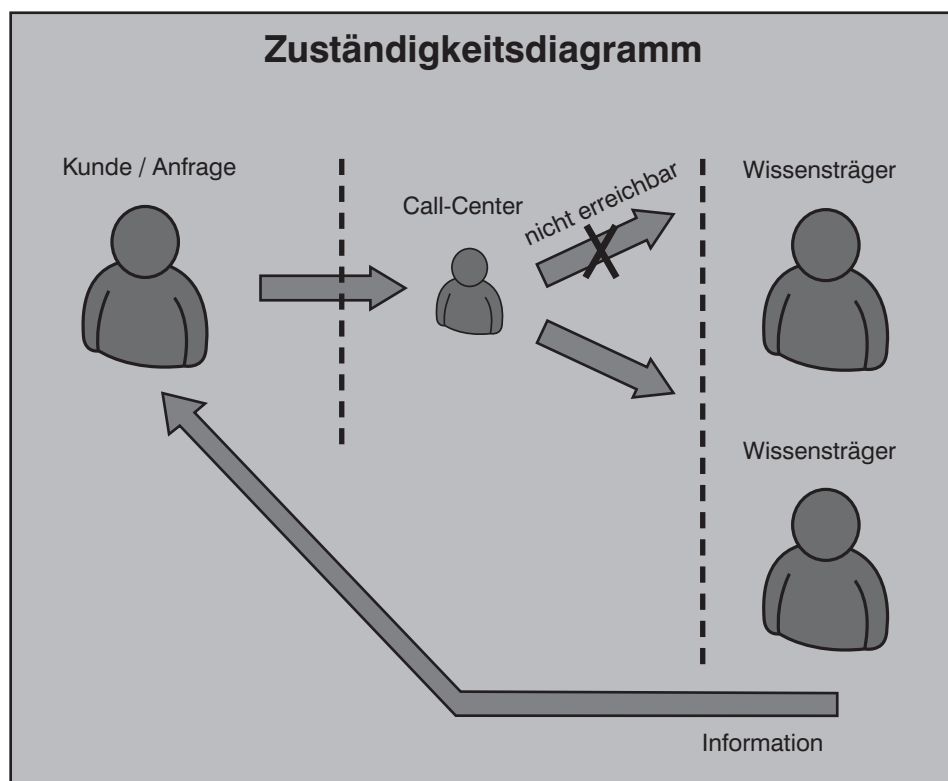 Zuständigkeitsdiagramm
Kunde / Anfrage
Call-Center
nicht erreichbar
Wissensträger
Wissensträger
Information